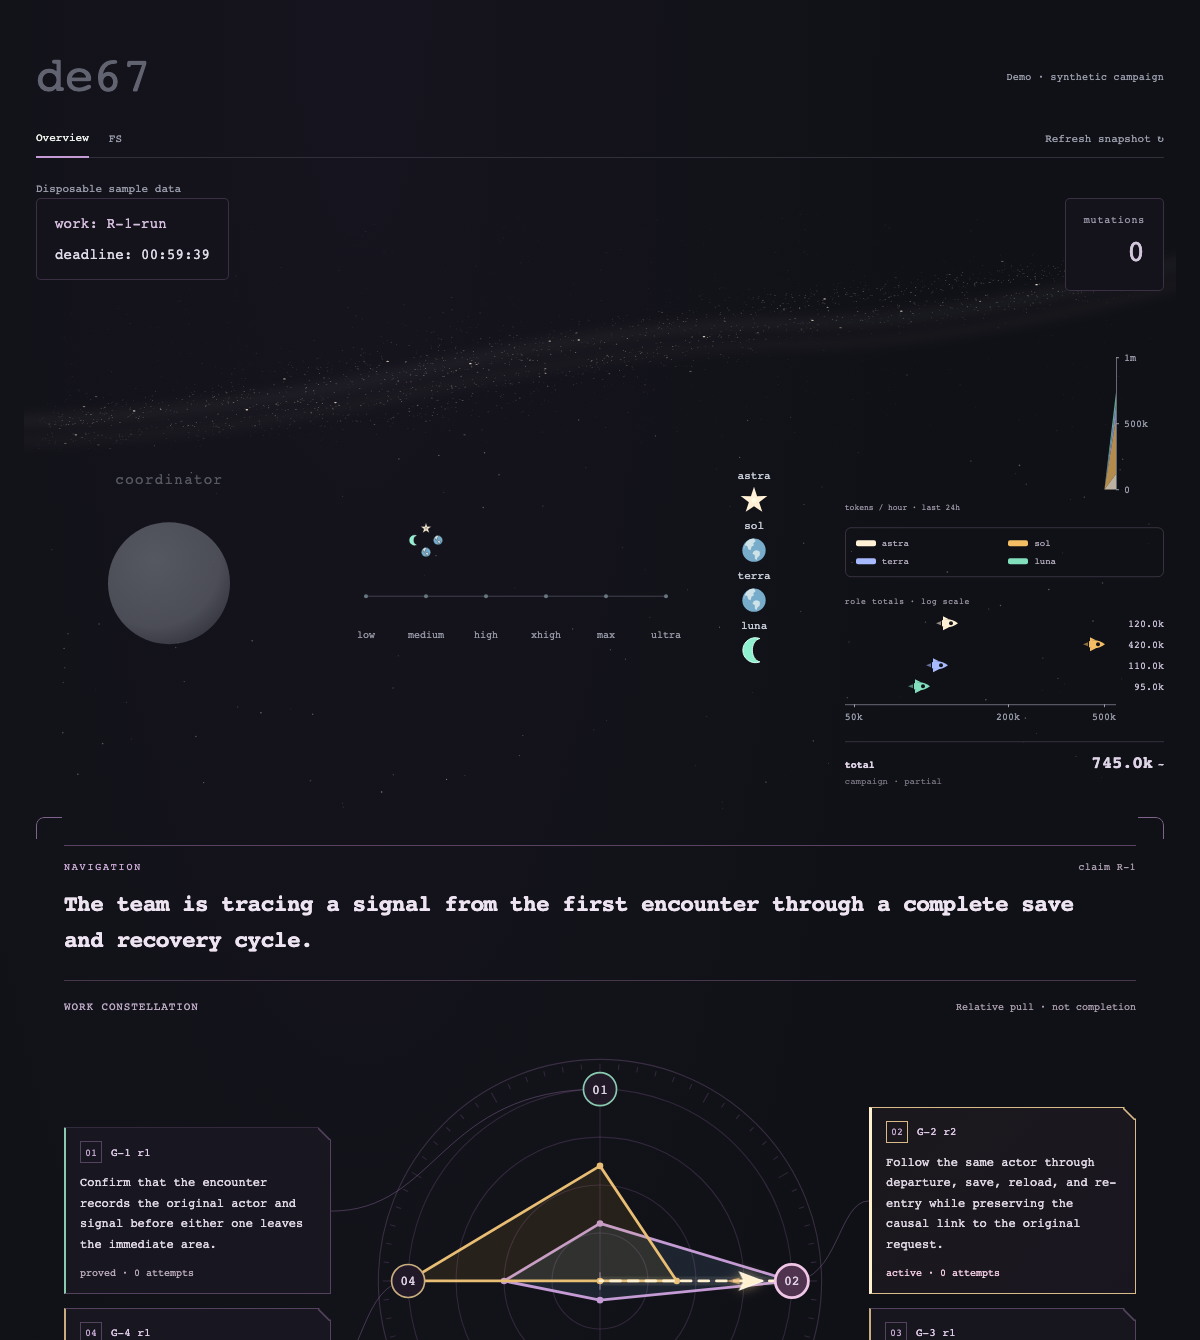 de67
Demo · synthetic campaign
Overview
FS
Refresh snapshot ↻
Disposable sample data
work: R-1-run
deadline: 00:59:39
mutations
0
1m
500k
0
tokens / hour · last 24h
coordinator
low
medium
high
xhigh
max
ultra
astra
sol
terra
luna
astra
sol
terra
luna
role totals · log scale
120.0k
420.0k
110.0k
95.0k
50k
200k
500k
total
745.0k –
campaign · partial
NAVIGATION
claim R-1
The team is tracing a signal from the first encounter through a complete save
and recovery cycle.
WORK CONSTELLATION
Relative pull · not completion
01
04
02
01 G-1 r1
Confirm that the encounter
records the original actor and
signal before either one leaves
the immediate area.
proved · 0 attempts
04 G-4 r1
02 G-2 r2
Follow the same actor through
departure, save, reload, and re-
entry while preserving the
causal link to the original
request.
active · 0 attempts
03 G-3 r1